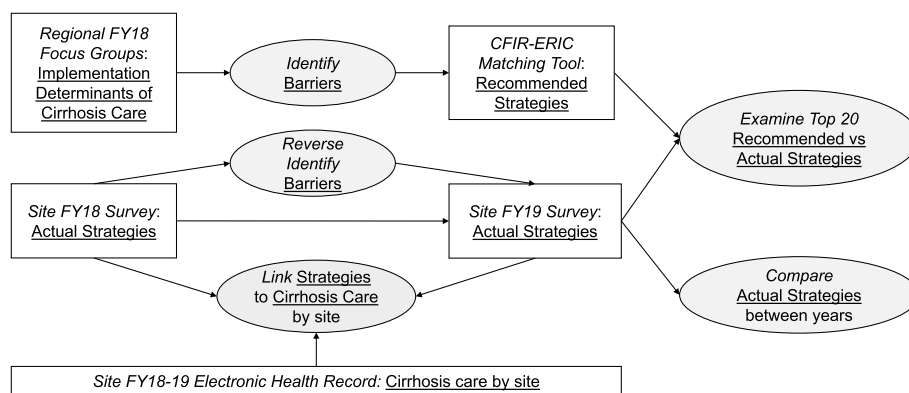 Regional FY18
Focus Groups:
Implementation
Determinants of
Cirrhosis Care
Identify
Barriers
CFIR-ERIC
Matching Tool:
Recommended
Strategies
Examine Top 20
Recommended vs
Actual Strategies
Reverse
Identify
Barriers
Site FY18 Survey:
Actual Strategies
Site FY19 Survey:
Actual Strategies
Link Strategies
to Cirrhosis Care
by site
Compare
Actual Strategies
between years
Site FY18-19 Electronic Health Record: Cirrhosis care by site